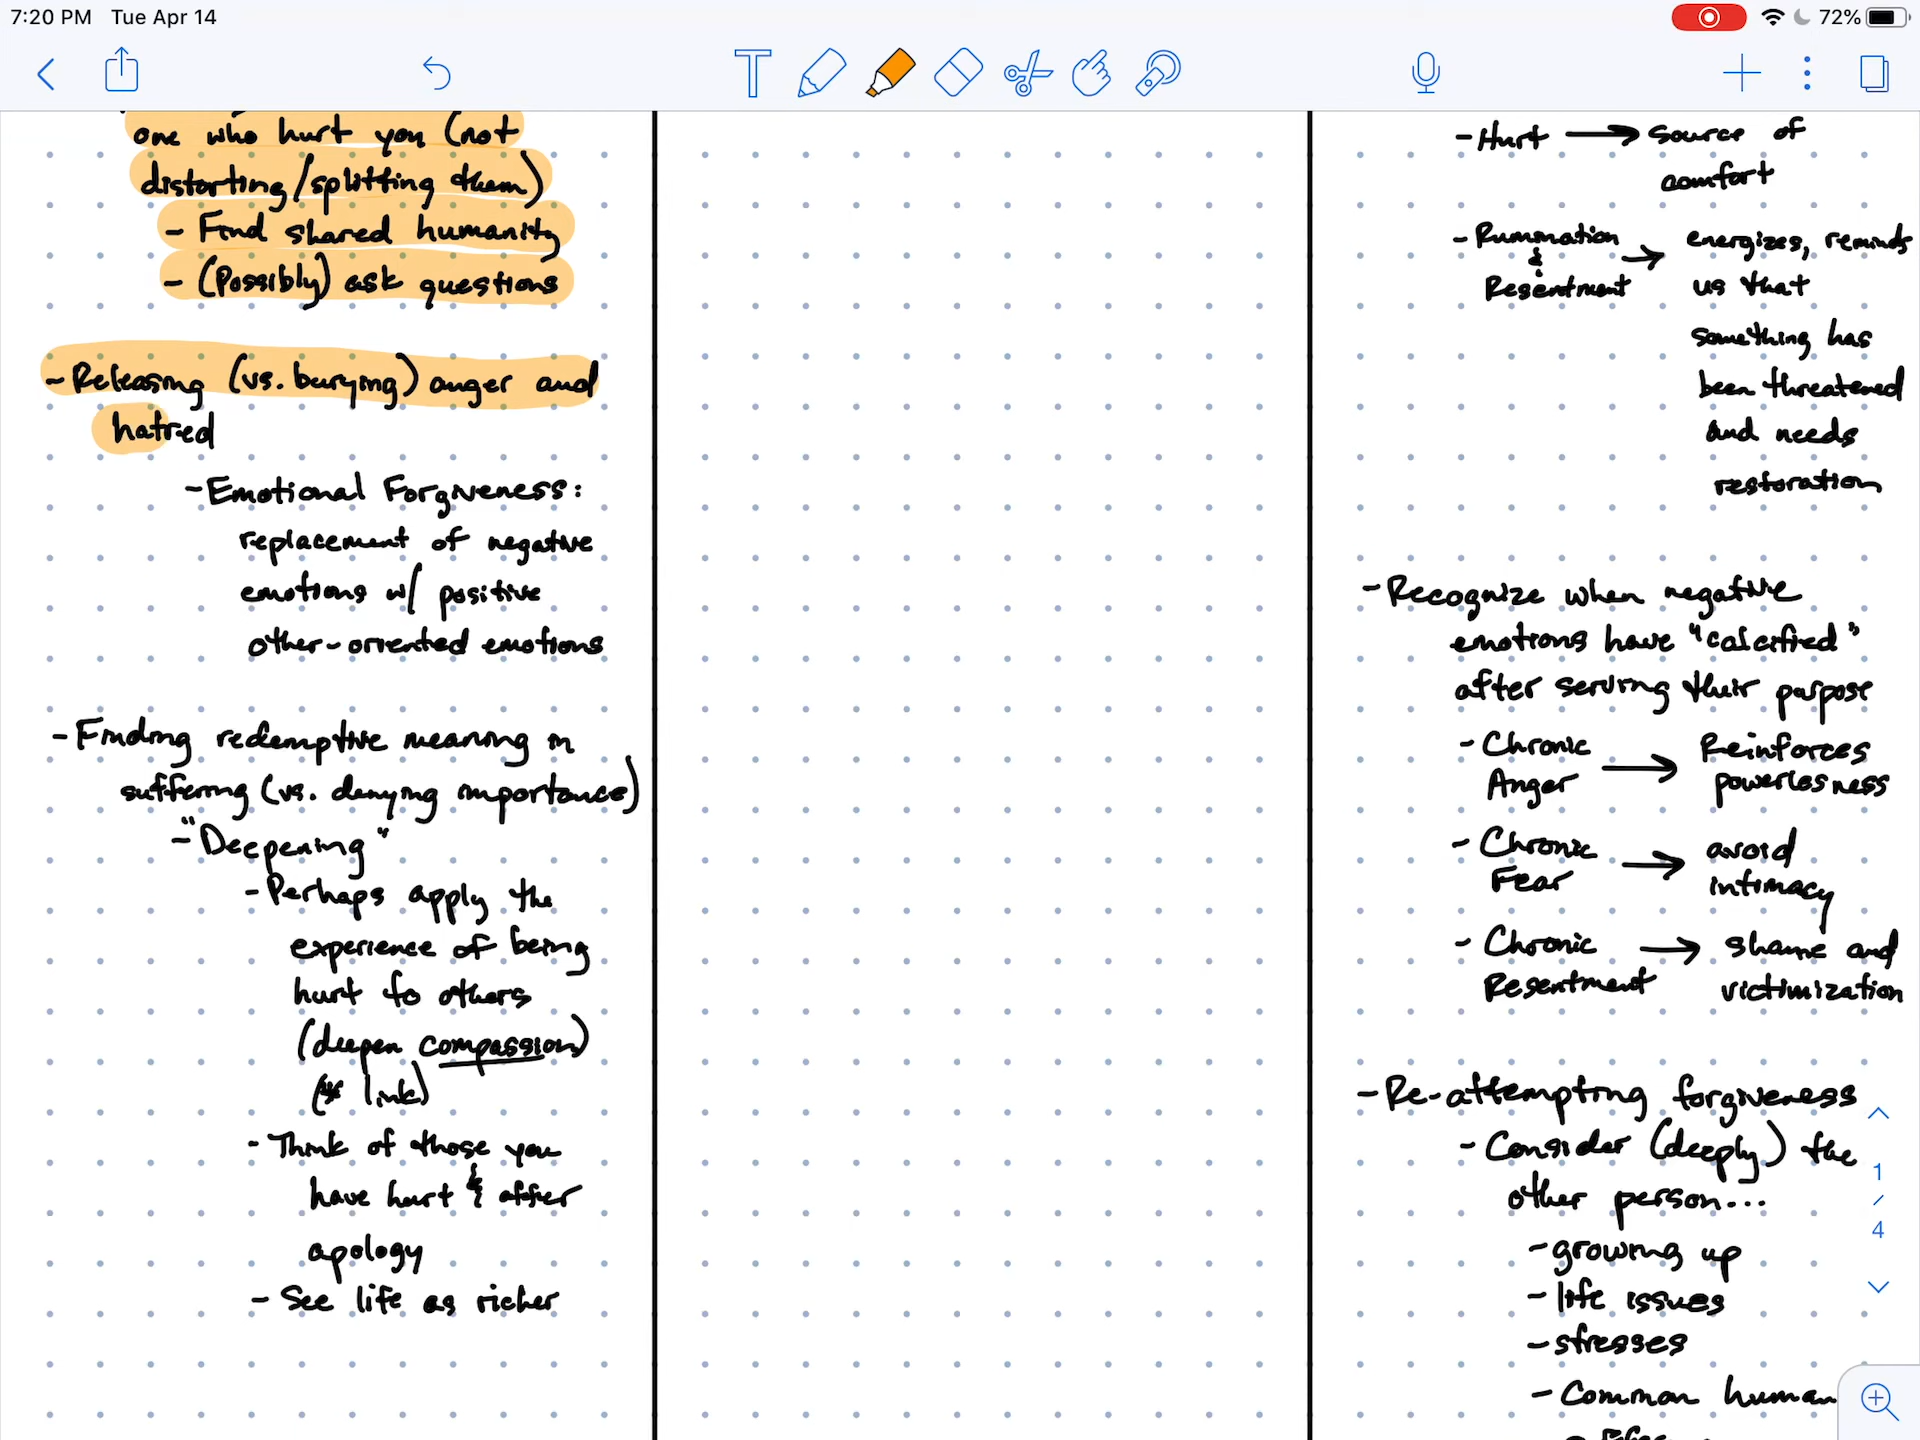 7:20 PM Tue Apr 14
72%
one who hurt you (not
distorting/splitting them)
- Find shared humanity
- (Possibly) ask questions
- Releasing (vs. burying) anger and
hatred
- Emotional Forgiveness:
replacement of negative
emotions w/ positive
other-oriented emotions
- Finding redemptive meaning in
suffering (vs. denying importance)
- "Deepening"
- Perhaps apply the
experience of being
hurt to others
(deepen compassion)
(* link)
- Think of those you
have hurt & offer
apology
- See life as richer
- Hurt → source of
comfort
- Rumination & Resentment → energizes, reminds
us that
something has
been threatened
and needs
restoration
- Recognize when negative
emotions have "calcified"
after serving their purpose
- Chronic Anger → Reinforces
powerlessness
- Chronic Fear → avoid
intimacy
- Chronic Resentment → shame and
victimization
- Re-attempting forgiveness
- Consider (deeply) the
other person...
- growing up
- life issues
- stresses
- Common human
1
/
4